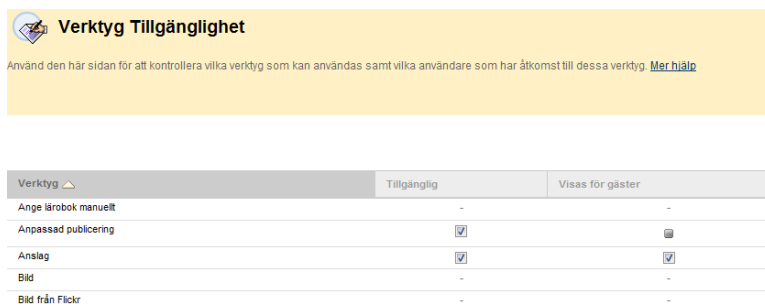 Verktyg Tillgänglighet
Använd den här sidan för att kontrollera vilka verktyg som kan användas samt vilka användare som har åtkomst till dessa verktyg. Mer hjälp
Verktyg Tillgänglig Visas för gäster
Ange lärobok manuellt - -
Anpassad publicering
Anslag
Bild - -
Bild från Flickr - -